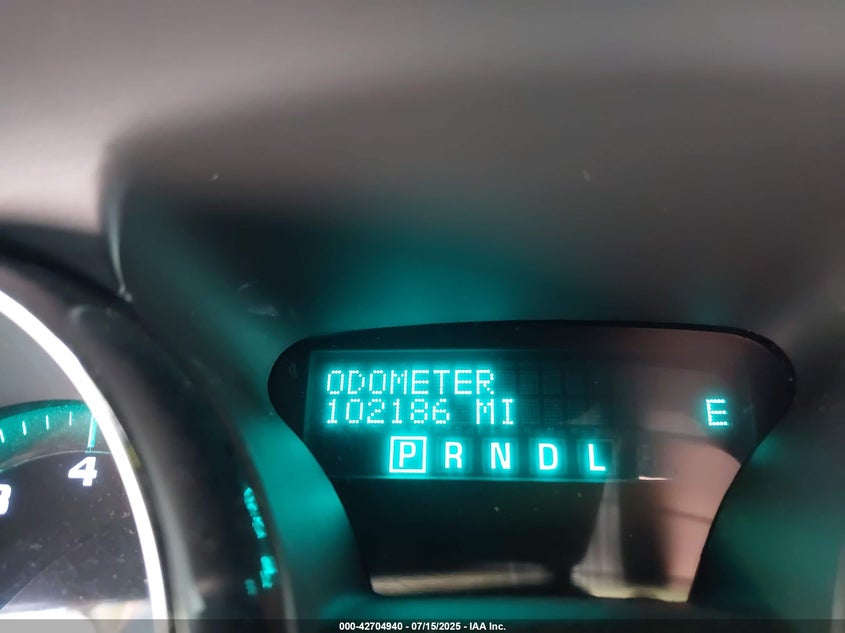 ODOMETER
102186 MI
E
P R N D L
4
000-42704940 - 07/15/2025 - IAA Inc.